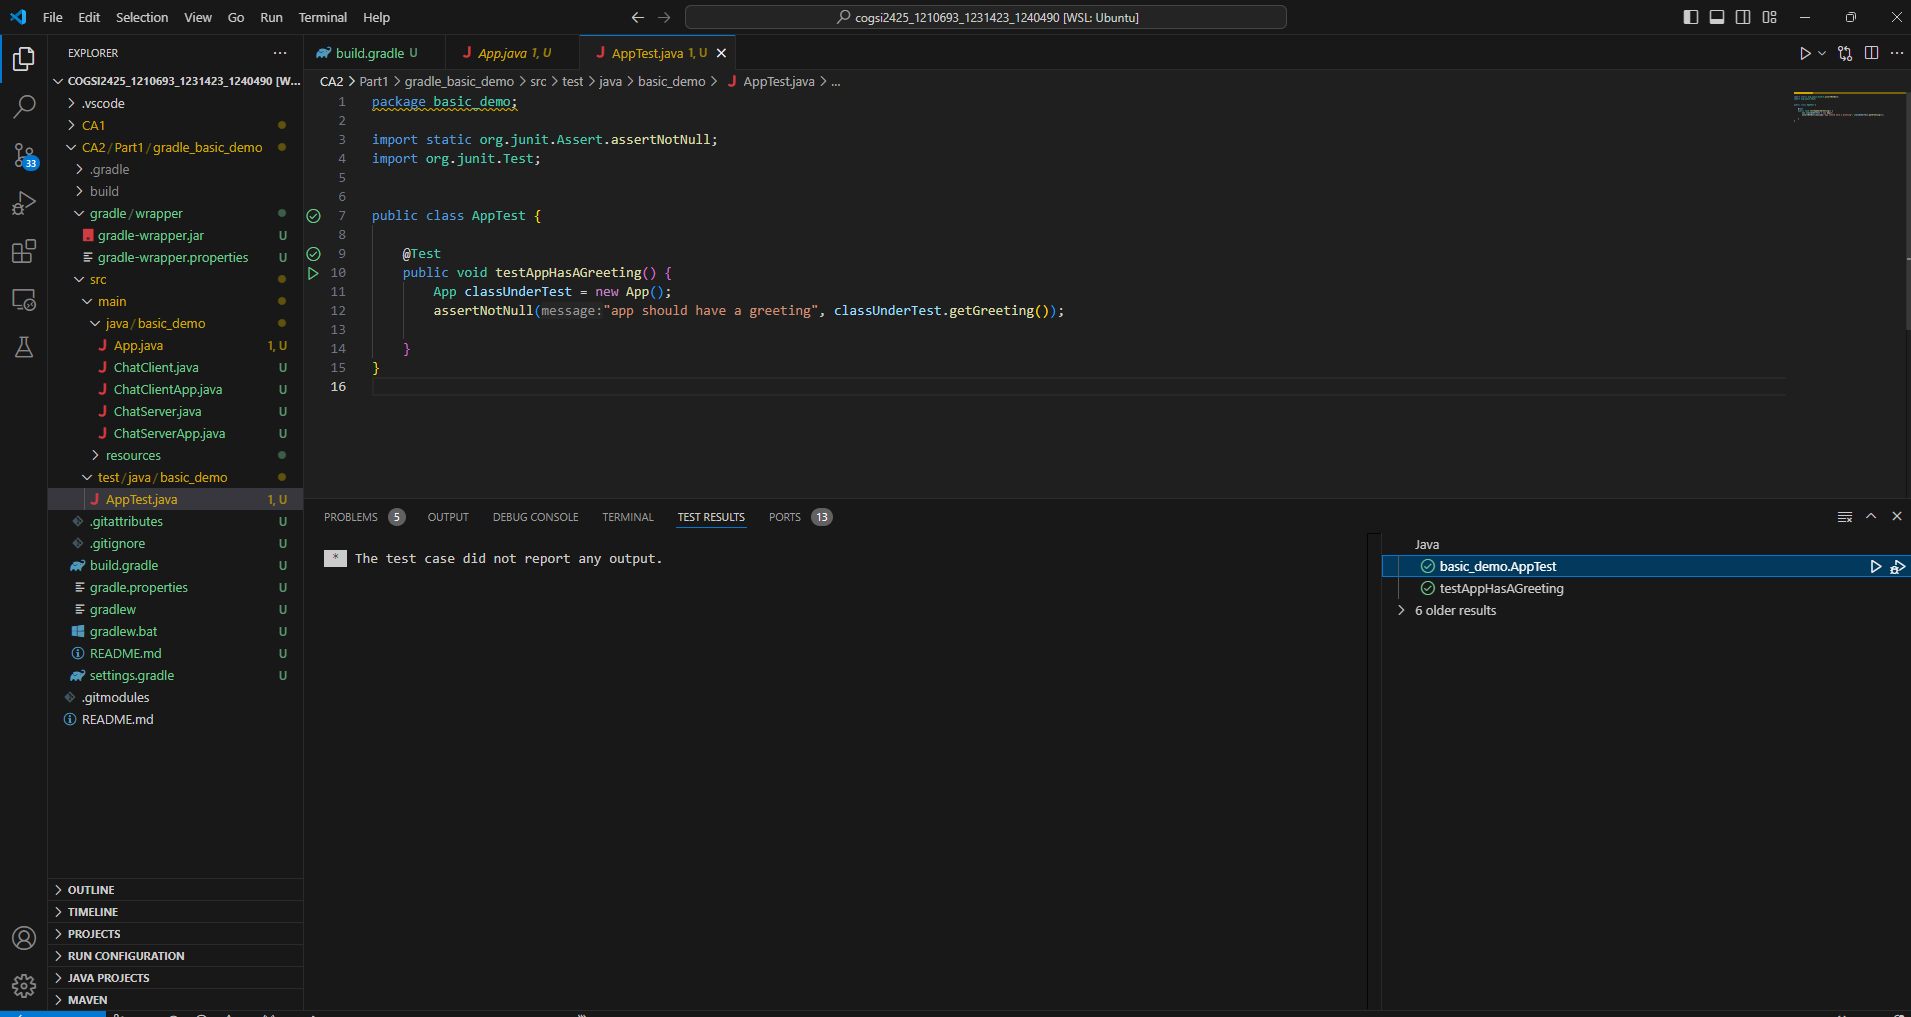 File Edit Selection View Go Run Terminal Help
cogsi2425_1210693_1231423_1240490 [WSL: Ubuntu]
EXPLORER
COGSI2425_1210693_1231423_1240490 [W...
.vscode
CA1
CA2/Part1/gradle_basic_demo
.gradle
build
gradle/wrapper
gradle-wrapper.jar U
gradle-wrapper.properties U
src
main
java/basic_demo
App.java 1, U
ChatClient.java U
ChatClientApp.java U
ChatServer.java U
ChatServerApp.java U
resources
test/java/basic_demo
AppTest.java 1, U
.gitattributes U
.gitignore U
build.gradle U
gradle.properties U
gradlew U
gradlew.bat U
README.md U
settings.gradle U
.gitmodules
README.md
OUTLINE
TIMELINE
PROJECTS
RUN CONFIGURATION
JAVA PROJECTS
MAVEN
33
build.gradle U
App.java 1, U
AppTest.java 1, U
CA2 > Part1 > gradle_basic_demo > src > test > java > basic_demo > AppTest.java > ...
1 package basic_demo;
2
3 import static org.junit.Assert.assertNotNull;
4 import org.junit.Test;
5
6
7 public class AppTest {
8
9 @Test
10 public void testAppHasAGreeting() {
11 App classUnderTest = new App();
12 assertNotNull(message:"app should have a greeting", classUnderTest.getGreeting());
13
14 }
15 }
16
PROBLEMS 5 OUTPUT DEBUG CONSOLE TERMINAL TEST RESULTS PORTS 13
* The test case did not report any output.
Java
basic_demo.AppTest
testAppHasAGreeting
6 older results